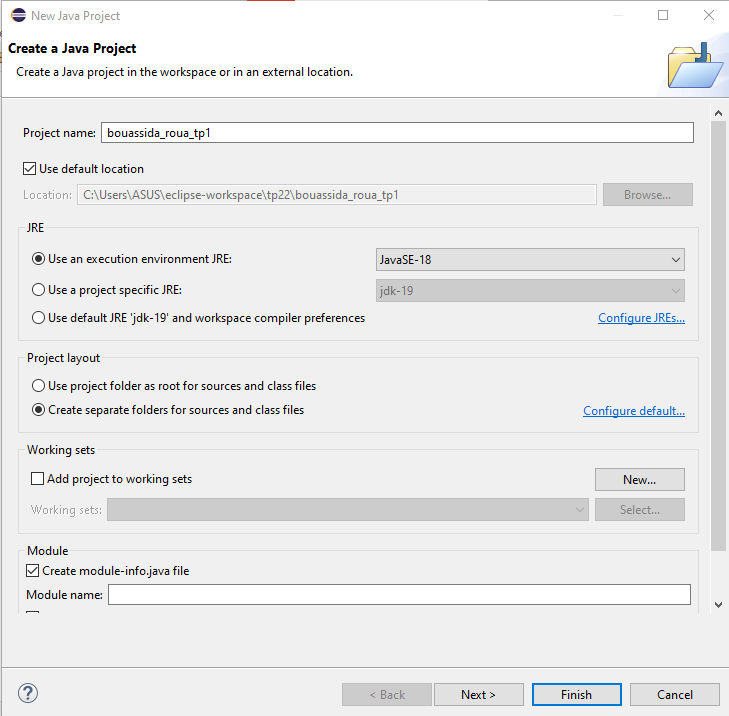 New Java Project
Create a Java Project
Create a Java project in the workspace or in an external location.
Project name: bouassida_roua_tp1
Use default location
Location: C:\Users\ASUS\eclipse-workspace\tp22\bouassida_roua_tp1 Browse...
JRE
Use an execution environment JRE: JavaSE-18
Use a project specific JRE: jdk-19
Use default JRE 'jdk-19' and workspace compiler preferences Configure JREs...
Project layout
Use project folder as root for sources and class files
Create separate folders for sources and class files Configure default...
Working sets
Add project to working sets New...
Working sets: Select...
Module
Create module-info.java file
Module name:
? < Back Next > Finish Cancel